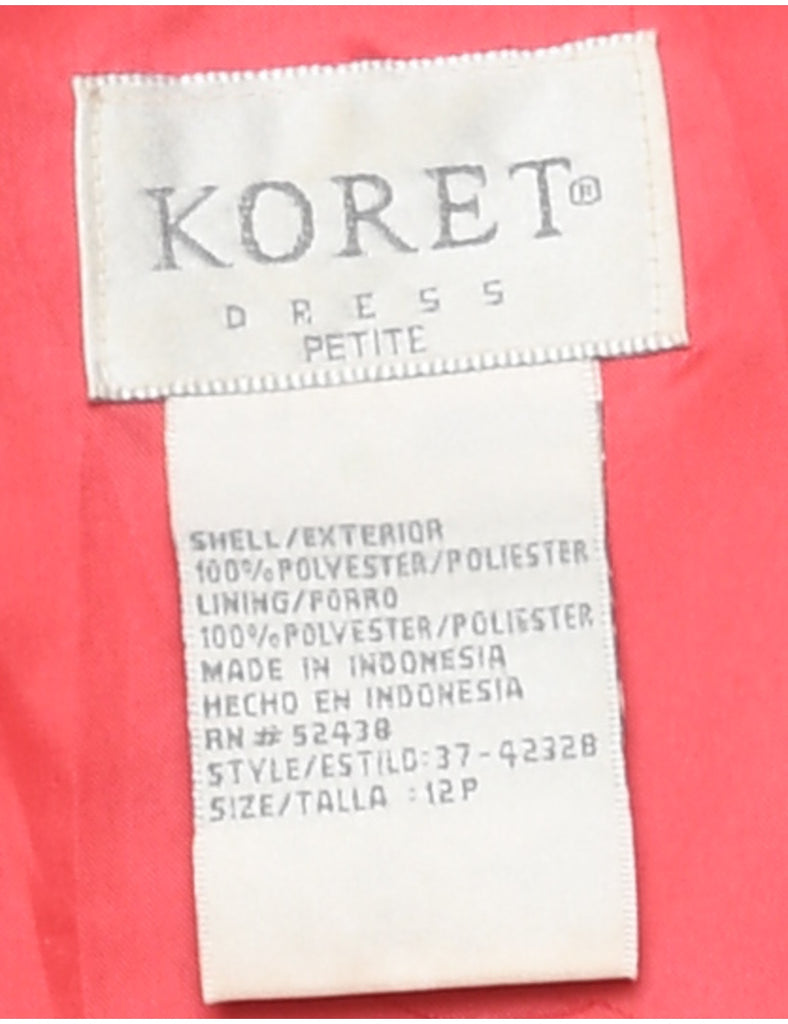 KORET®
DRESS
PETITE
SHELL/EXTERIOR
100%POLYESTER/POLIESTER
LINING/FORRO
100%POLYESTER/POLIESTER
MADE IN INDONESIA
HECHO EN INDONESIA
RN # 52438
STYLE/ESTILO:37-42328
SIZE/TALLA :12P